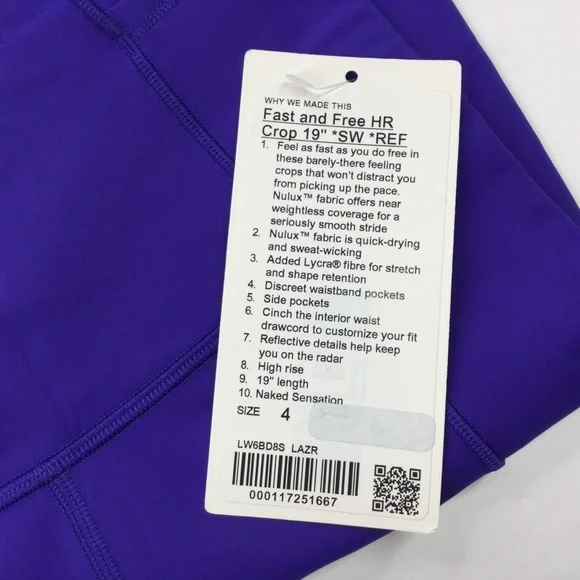 WHY WE MADE THIS
Fast and Free HR
Crop 19" *SW *REF
1. Feel as fast as you do free in
these barely-there feeling
crops that won't distract you
from picking up the pace.
Nulux™ fabric offers near
weightless coverage for a
seriously smooth stride
2. Nulux™ fabric is quick-drying
and sweat-wicking
3. Added Lycra® fibre for stretch
and shape retention
4. Discreet waistband pockets
5. Side pockets
6. Cinch the interior waist
drawcord to customize your fit
7. Reflective details help keep
you on the radar
8. High rise
9. 19" length
10. Naked Sensation
SIZE 4
LW6BD8S LAZR
000117251667